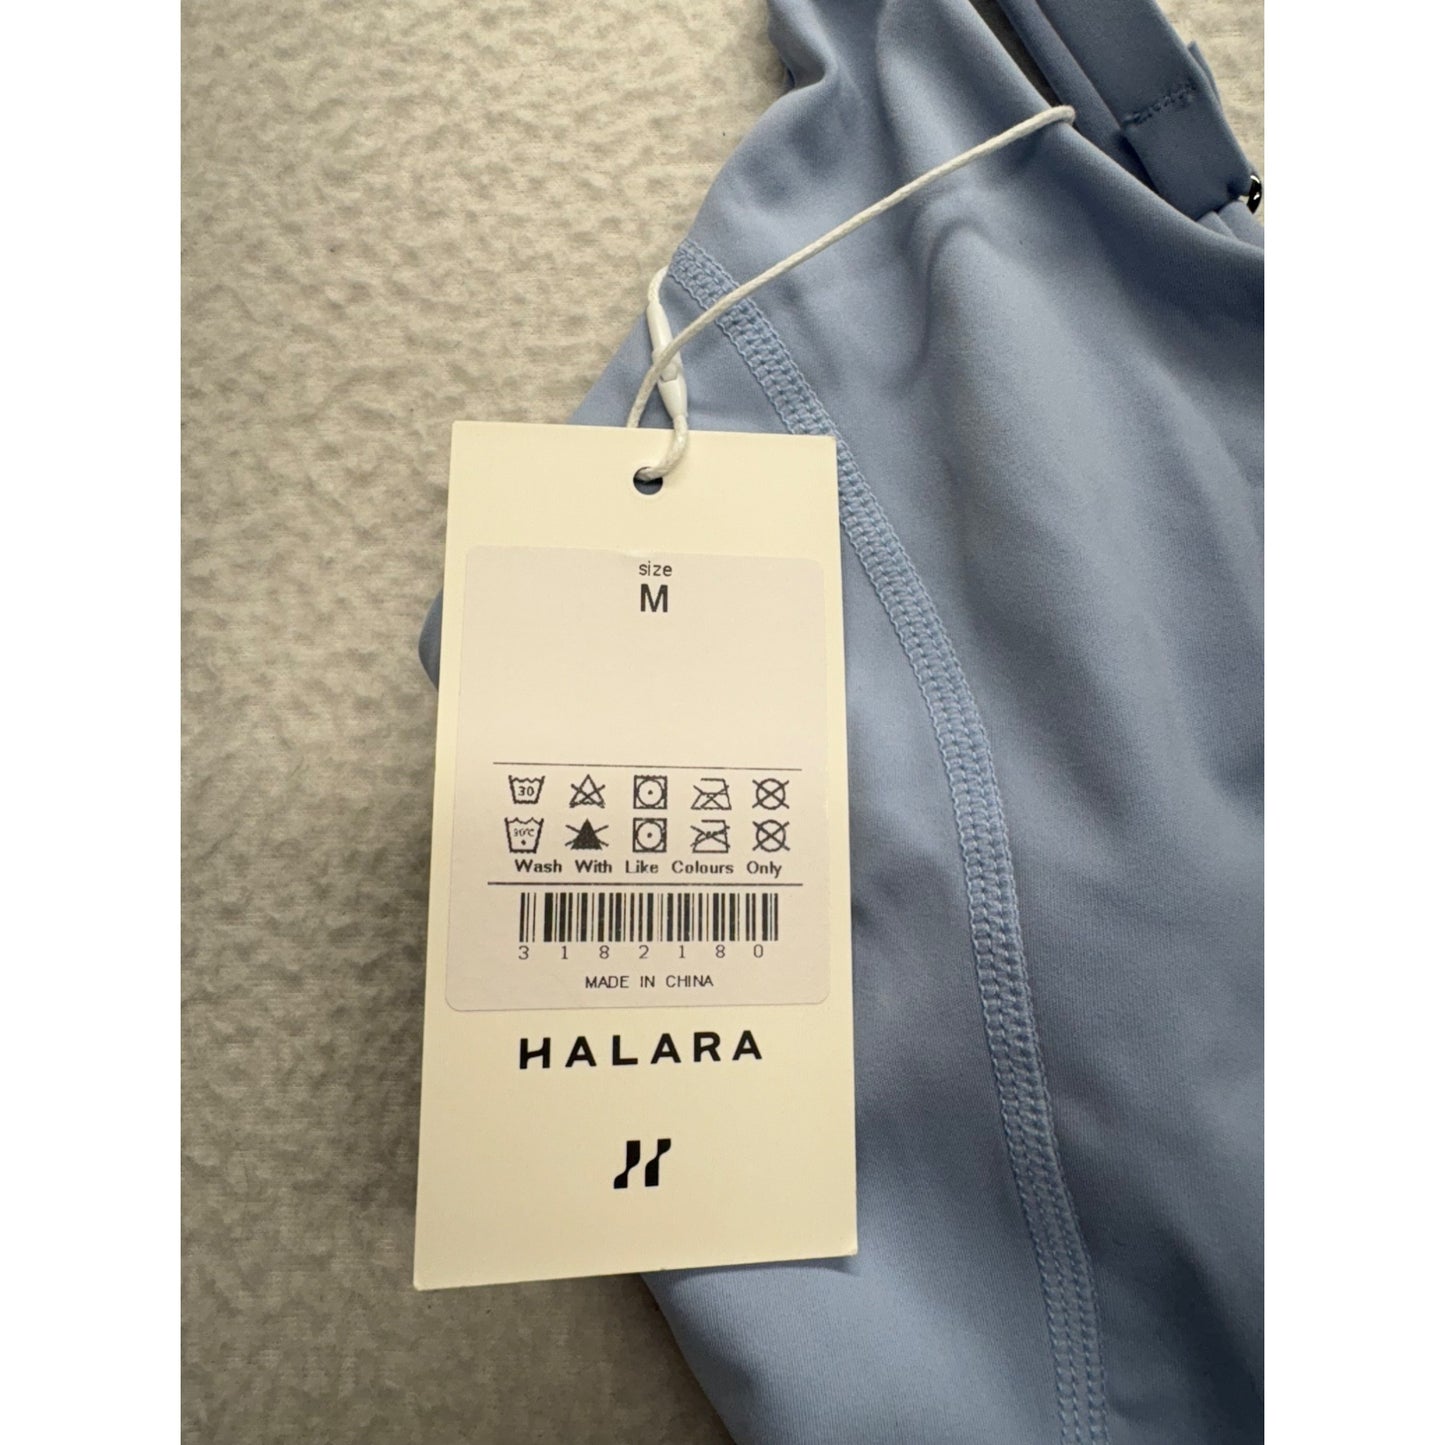 size
M
30
30°C
Wash With Like Colours Only
3182180
MADE IN CHINA
HALARA